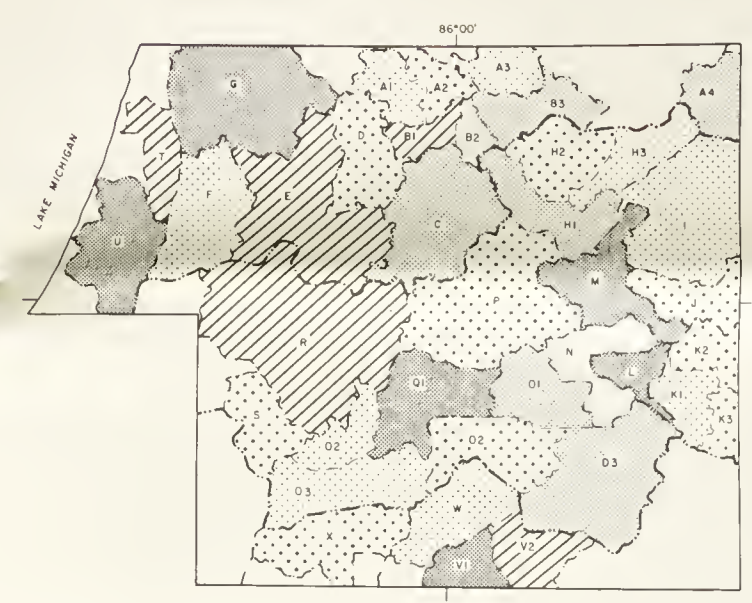 86°00'
LAKE MICHIGAN
G
A1
A2
A3
A4
B3
T
D
B1
B2
H2
H3
F
E
U
C
H1
I
M
P
J
R
N
L
K2
Q1
O1
K1
K3
S
O2
O2
D3
O3
W
X
V1
V2